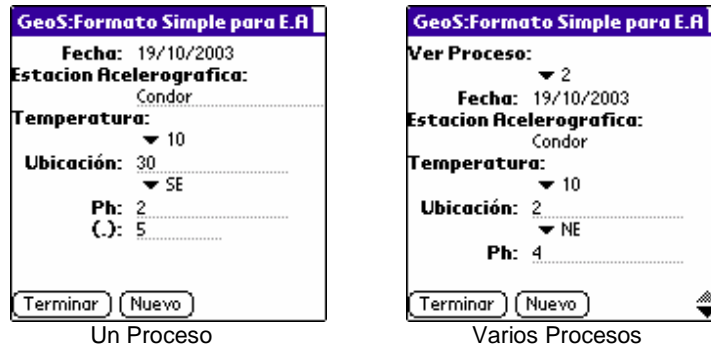 GeoS:Formato Simple para E.A
Fecha: 19/10/2003
Estacion Acelerografica:
Condor
Temperatura:
10
Ubicación: 30
SE
Ph: 2
(.): 5
Terminar Nuevo
Un Proceso
GeoS:Formato Simple para E.A
Ver Proceso:
2
Fecha: 19/10/2003
Estacion Acelerografica:
Condor
Temperatura:
10
Ubicación: 2
NE
Ph: 4
Terminar Nuevo
Varios Procesos